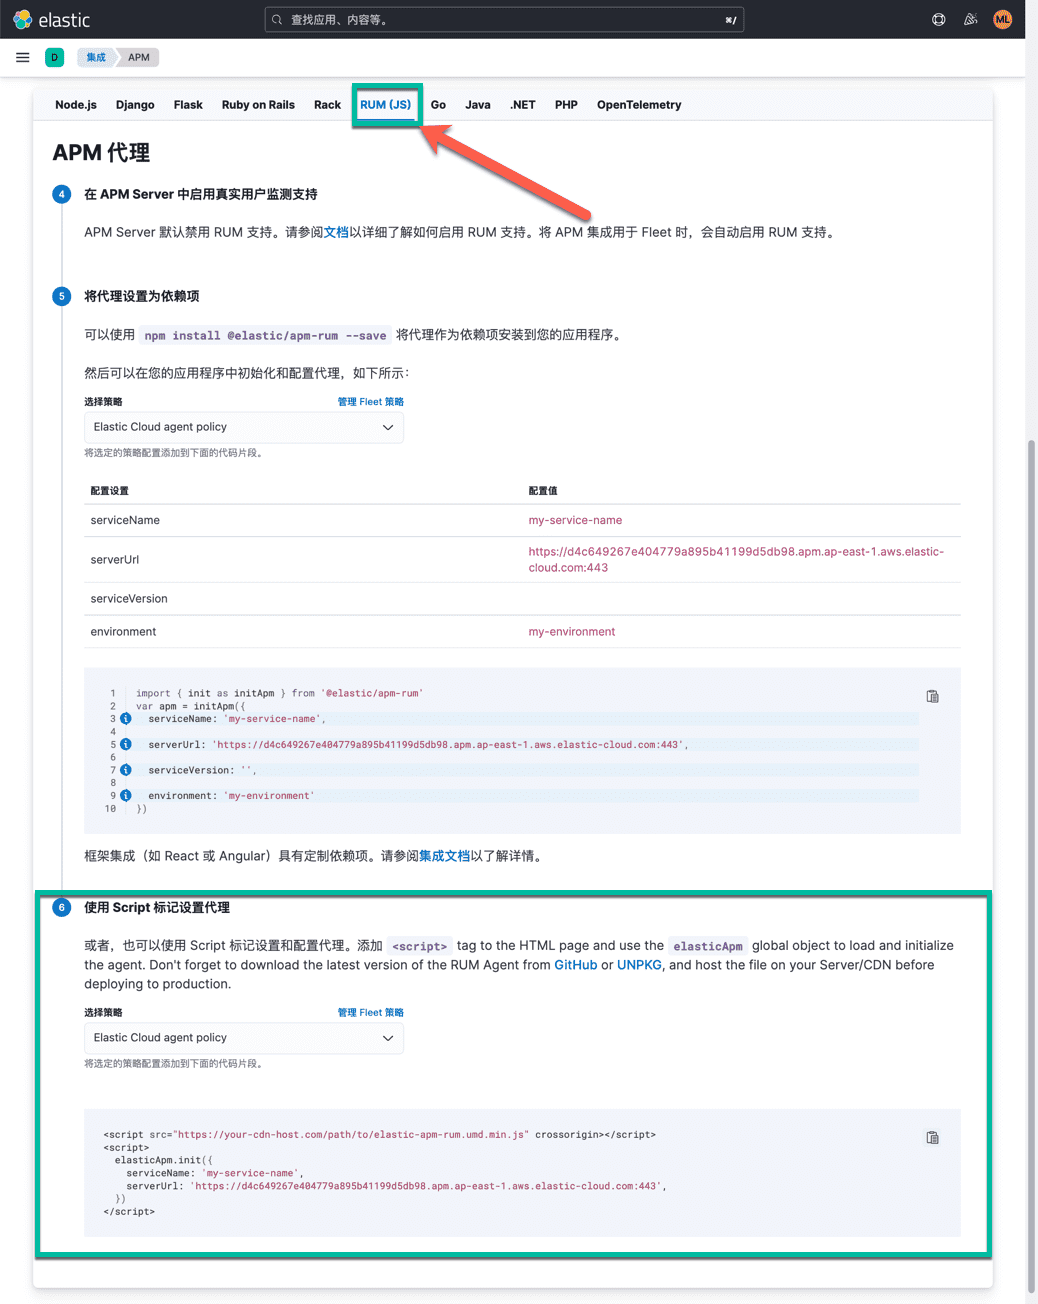 elastic
查找应用、内容等。
⌘/
ML
D
集成
APM
Node.js Django Flask Ruby on Rails Rack RUM (JS) Go Java .NET PHP OpenTelemetry
APM 代理
4 在 APM Server 中启用真实用户监测支持
APM Server 默认禁用 RUM 支持。请参阅文档以详细了解如何启用 RUM 支持。将 APM 集成用于 Fleet 时，会自动启用 RUM 支持。
5 将代理设置为依赖项
可以使用 npm install @elastic/apm-rum --save 将代理作为依赖项安装到您的应用程序。
然后可以在您的应用程序中初始化和配置代理，如下所示：
选择策略 管理 Fleet 策略
Elastic Cloud agent policy
将选定的策略配置添加到下面的代码片段。
配置设置 配置值
serviceName my-service-name
serverUrl https://d4c649267e404779a895b41199d5db98.apm.ap-east-1.aws.elastic-
cloud.com:443
serviceVersion
environment my-environment
1 import { init as initApm } from '@elastic/apm-rum'
2 var apm = initApm({
3 serviceName: 'my-service-name',
4
5 serverUrl: 'https://d4c649267e404779a895b41199d5db98.apm.ap-east-1.aws.elastic-cloud.com:443',
6
7 serviceVersion: '',
8
9 environment: 'my-environment'
10 })
框架集成（如 React 或 Angular）具有定制依赖项。请参阅集成文档以了解详情。
6 使用 Script 标记设置代理
或者，也可以使用 Script 标记设置和配置代理。添加 <script> tag to the HTML page and use the elasticApm global object to load and initialize
the agent. Don't forget to download the latest version of the RUM Agent from GitHub or UNPKG, and host the file on your Server/CDN before
deploying to production.
选择策略 管理 Fleet 策略
Elastic Cloud agent policy
将选定的策略配置添加到下面的代码片段。
<script src="https://your-cdn-host.com/path/to/elastic-apm-rum.umd.min.js" crossorigin></script>
<script>
elasticApm.init({
serviceName: 'my-service-name',
serverUrl: 'https://d4c649267e404779a895b41199d5db98.apm.ap-east-1.aws.elastic-cloud.com:443',
})
</script>